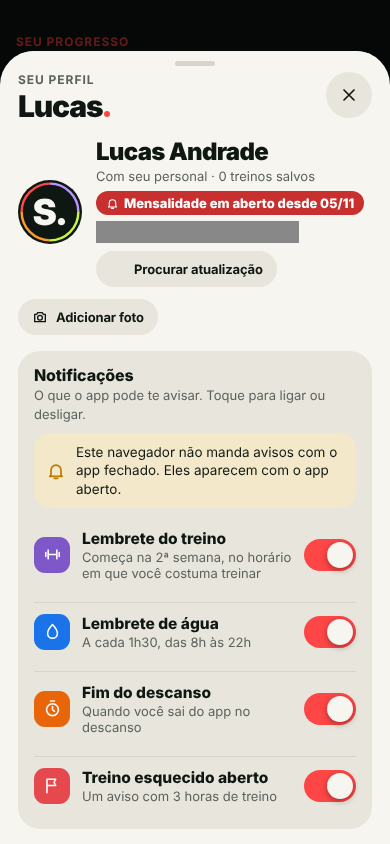 SEU PROGRESSO
SEU PERFIL
Lucas.
Lucas Andrade
Com seu personal · 0 treinos salvos
Mensalidade em aberto desde 05/11
S.
Procurar atualização
Adicionar foto
Notificações
O que o app pode te avisar. Toque para ligar ou
desligar.
Este navegador não manda avisos com o
app fechado. Eles aparecem com o app
aberto.
Lembrete do treino
Começa na 2ª semana, no horário
em que você costuma treinar
Lembrete de água
A cada 1h30, das 8h às 22h
Fim do descanso
Quando você sai do app no
descanso
Treino esquecido aberto
Um aviso com 3 horas de treino